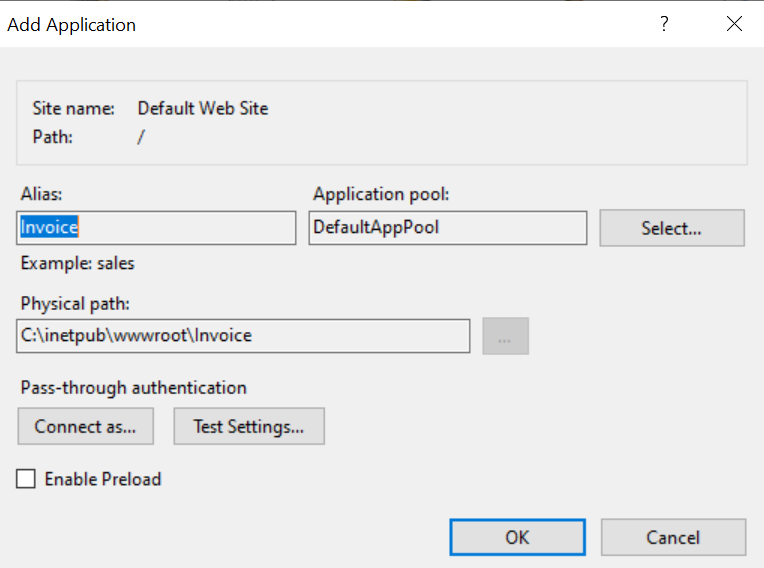 Add Application
?
Site name: Default Web Site
Path: /
Alias: Application pool:
Invoice DefaultAppPool Select...
Example: sales
Physical path:
C:\inetpub\wwwroot\Invoice ...
Pass-through authentication
Connect as... Test Settings...
Enable Preload
OK Cancel